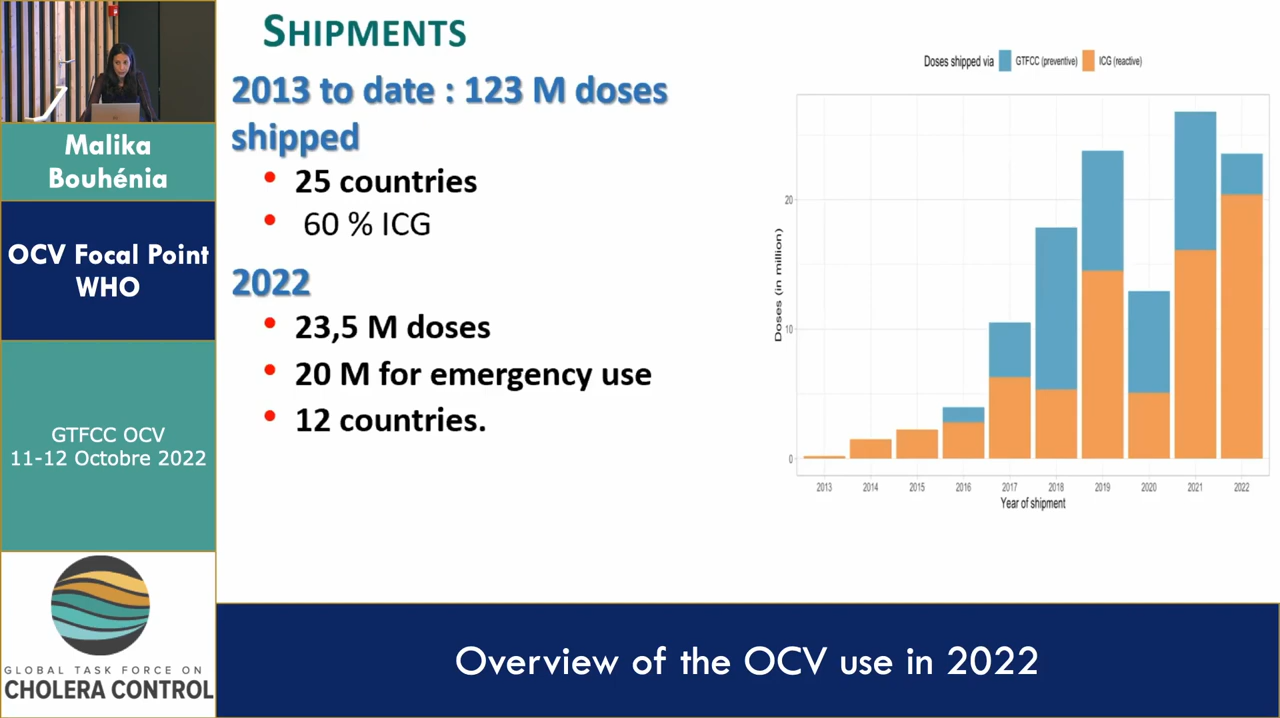 SHIPMENTS
2013 to date : 123 M doses
shipped
• 25 countries
• 60 % ICG
2022
• 23,5 M doses
• 20 M for emergency use
• 12 countries.
Doses shipped via GTFCC (preventive) ICG (reactive)
Doses (in million)
20
10
0
2013 2014 2015 2016 2017 2018 2019 2020 2021 2022
Year of shipment
Malika
Bouhénia
OCV Focal Point
WHO
GTFCC OCV
11-12 Octobre 2022
GLOBAL TASK FORCE ON
CHOLERA CONTROL
Overview of the OCV use in 2022